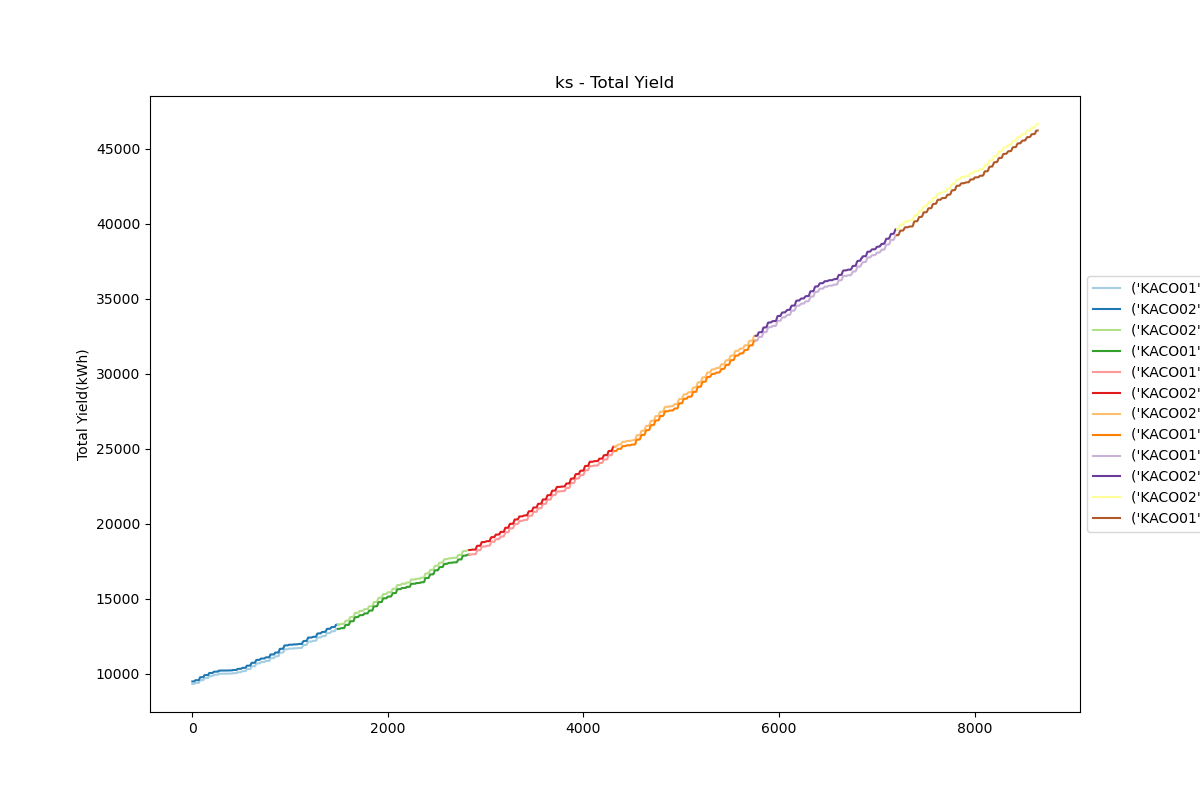 ks - Total Yield
Total Yield(kWh)
45000
40000
35000
30000
25000
20000
15000
10000
0 2000 4000 6000 8000
('KACO01'
('KACO02'
('KACO02'
('KACO01'
('KACO01'
('KACO02'
('KACO02'
('KACO01'
('KACO01'
('KACO02'
('KACO02'
('KACO01'